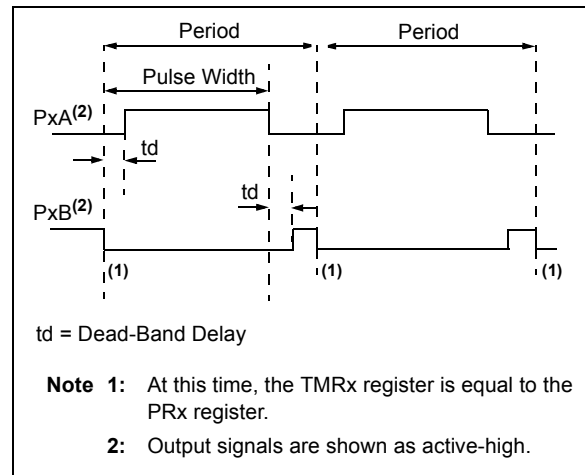 Period
Period
Pulse Width
PxA(2)
td
td
PxB(2)
(1)
(1)
(1)
td = Dead-Band Delay
Note 1: At this time, the TMRx register is equal to the
PRx register.
2: Output signals are shown as active-high.